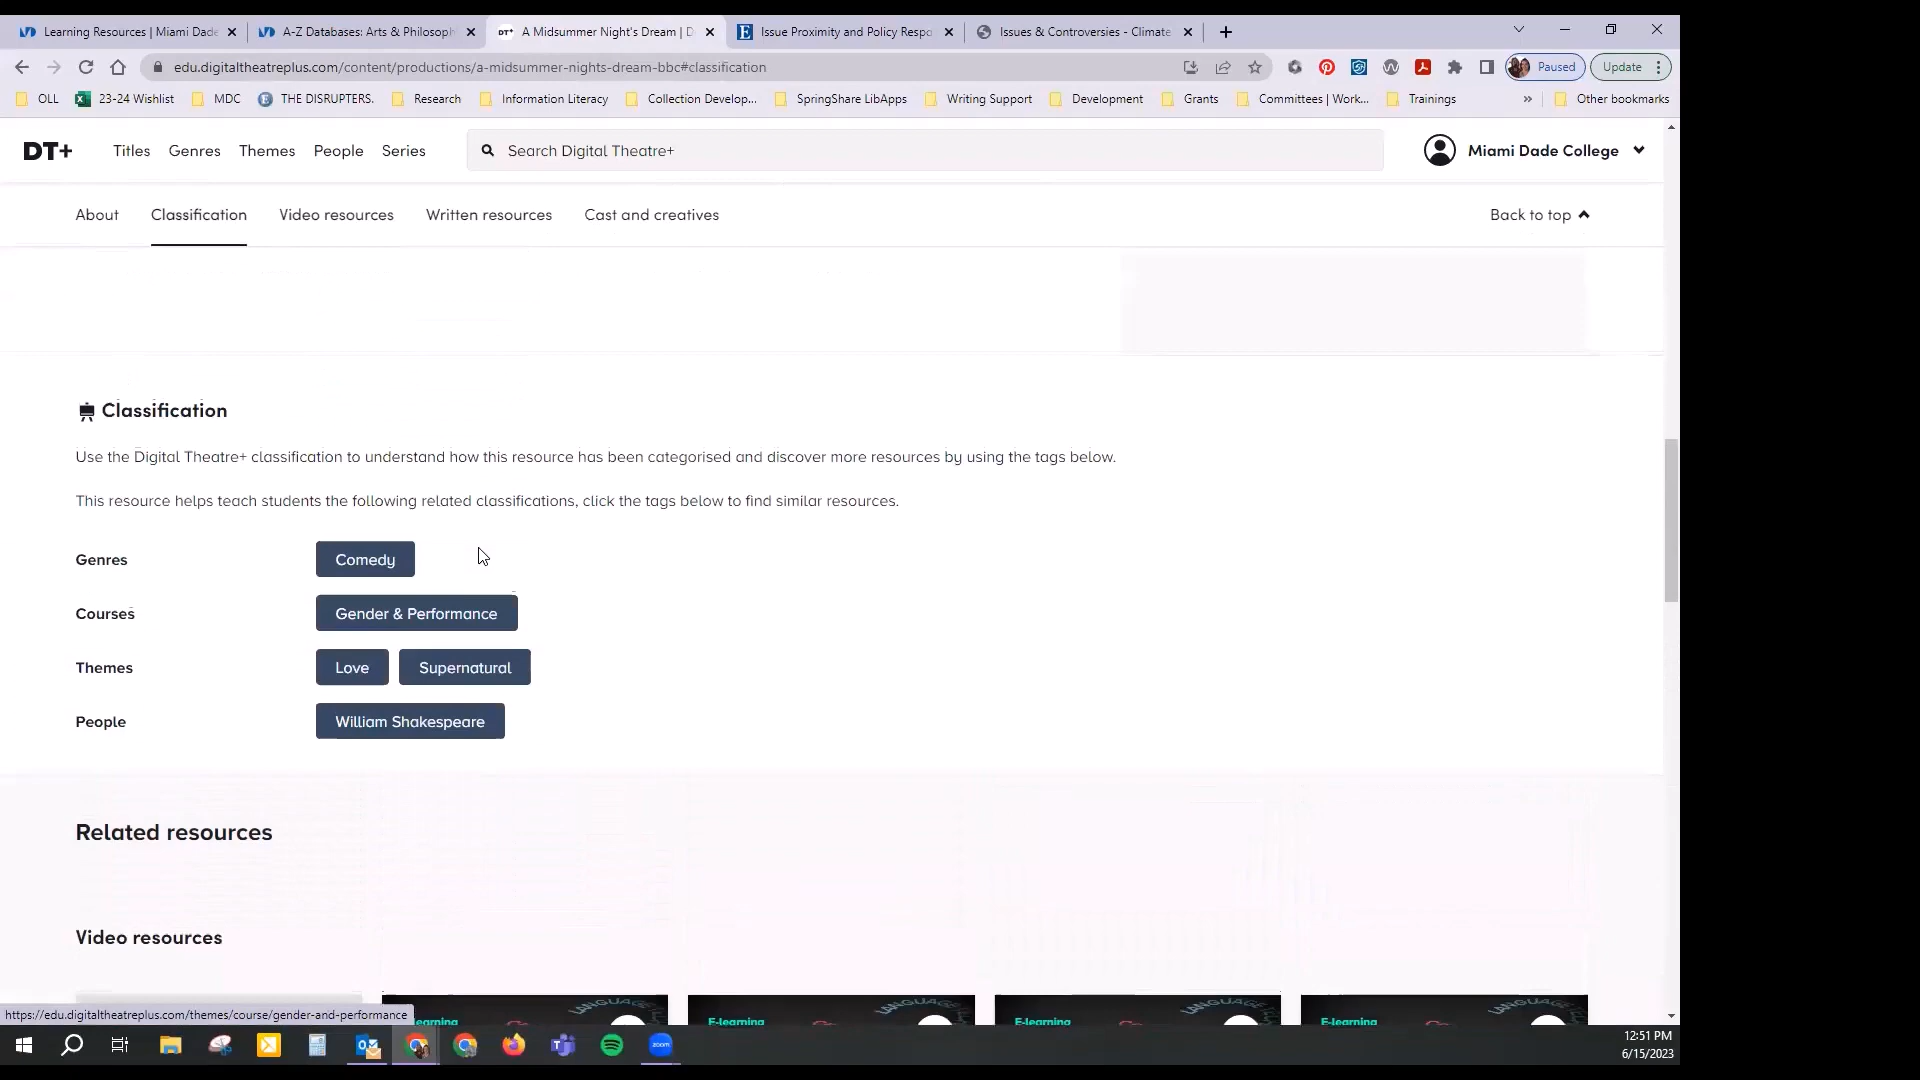 Learning Resources | Miami Dade
A-Z Databases: Arts & Philosoph
DT+ A Midsummer Night's Dream | D
E Issue Proximity and Policy Respo
Issues & Controversies - Climate
edu.digitaltheatreplus.com/content/productions/a-midsummer-nights-dream-bbc#classification
Paused
Update
OLL
23-24 Wishlist
MDC
THE DISRUPTERS.
Research
Information Literacy
Collection Develop...
SpringShare LibApps
Writing Support
Development
Grants
Committees | Work...
Trainings
»
Other bookmarks
DT+
Titles
Genres
Themes
People
Series
Search Digital Theatre+
Miami Dade College
About
Classification
Video resources
Written resources
Cast and creatives
Back to top
Classification
Use the Digital Theatre+ classification to understand how this resource has been categorised and discover more resources by using the tags below.
This resource helps teach students the following related classifications, click the tags below to find similar resources.
Genres
Comedy
Courses
Gender & Performance
Themes
Love
Supernatural
People
William Shakespeare
Related resources
Video resources
LANGUAGE
LANGUAGE
LANGUAGE
LANGUAGE
earning
E-learning
E-learning
E-learning
https://edu.digitaltheatreplus.com/themes/course/gender-and-performance
zoom
12:51 PM
6/15/2023